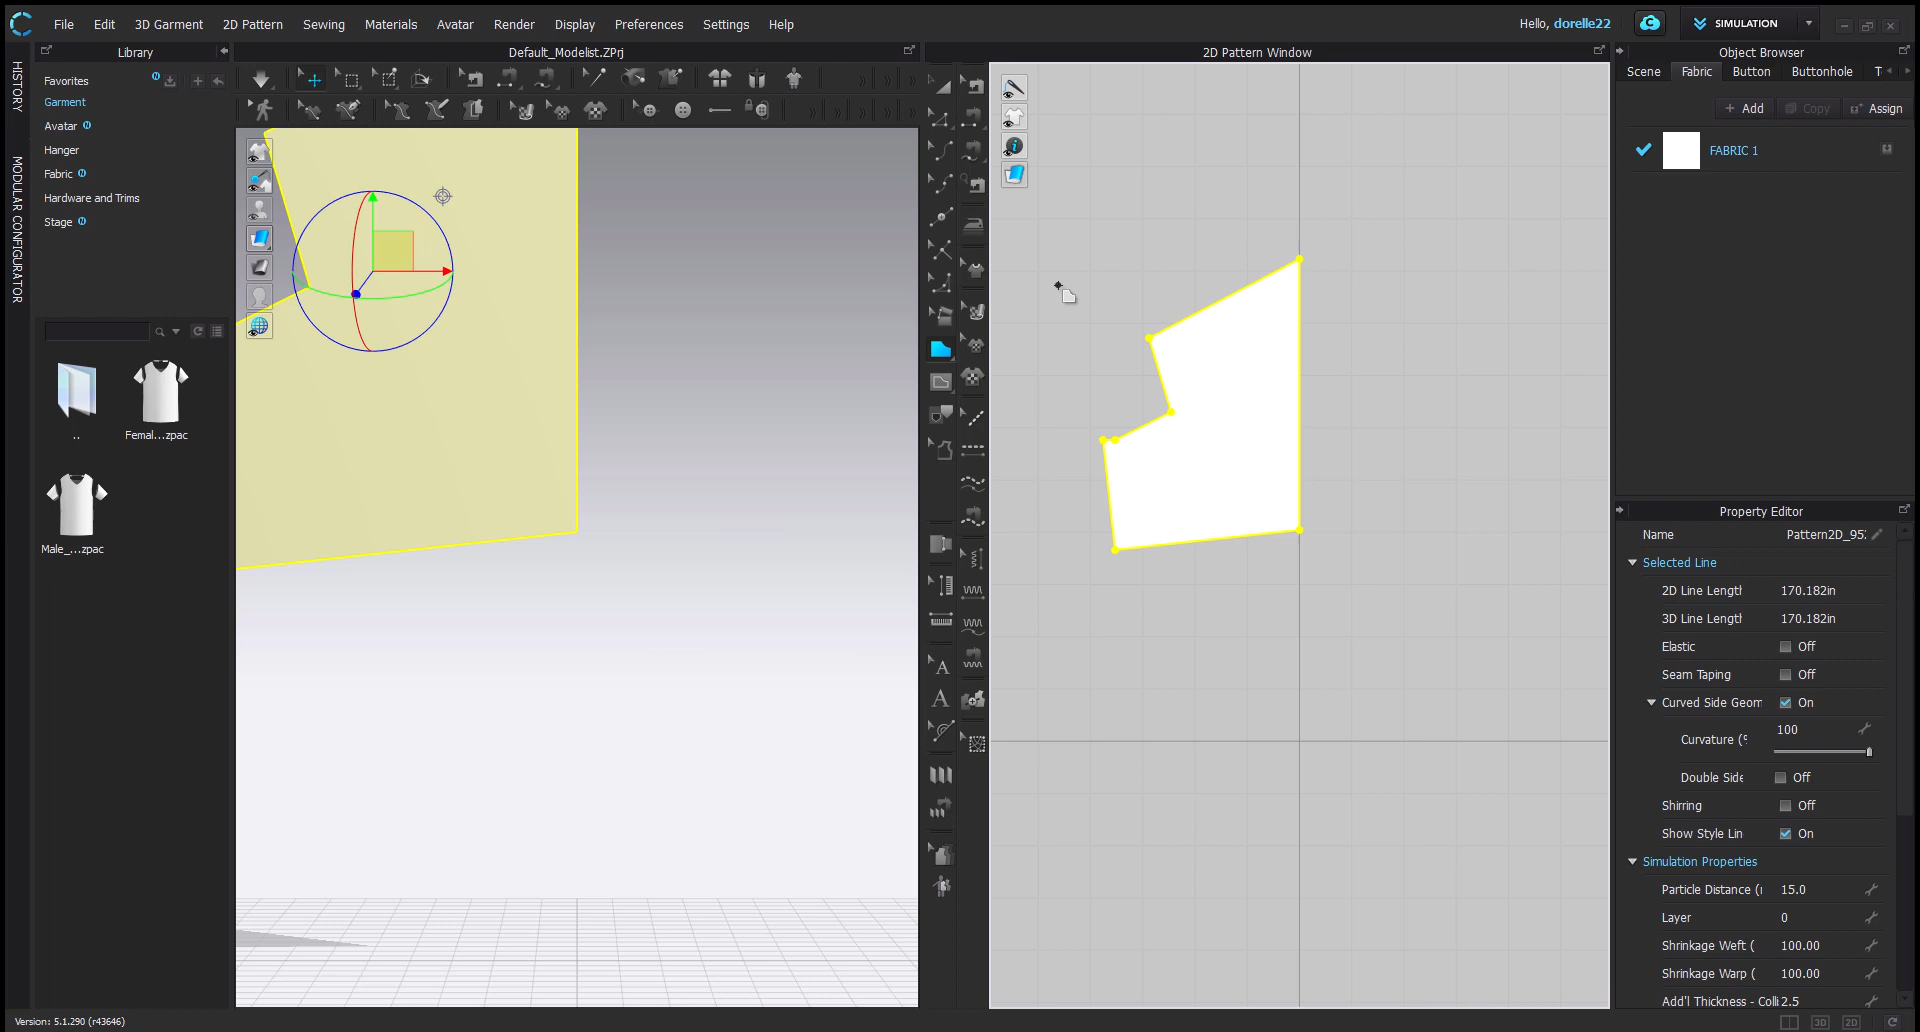 File Edit 3D Garment 2D Pattern Sewing Materials Avatar Render Display Preferences Settings Help
Hello, dorelle22
SIMULATION
HISTORY
MODULAR CONFIGURATOR
Library
Favorites
Garment
Avatar
Hanger
Fabric
Hardware and Trims
Stage
..
Femal...zpac
Male_...zpac
Default_Modelist.ZPrj
2D Pattern Window
Object Browser
Scene Fabric Button Buttonhole T
+ Add Copy Assign
FABRIC 1
Property Editor
Name Pattern2D_952
Selected Line
2D Line Length 170.182in
3D Line Length 170.182in
Elastic Off
Seam Taping Off
Curved Side Geom On
Curvature (% 100
Double Side Off
Shirring Off
Show Style Lin On
Simulation Properties
Particle Distance (r 15.0
Layer 0
Shrinkage Weft ( 100.00
Shrinkage Warp ( 100.00
Add'l Thickness - Colli 2.5
Version: 5.1.290 (r43646)
3D 2D